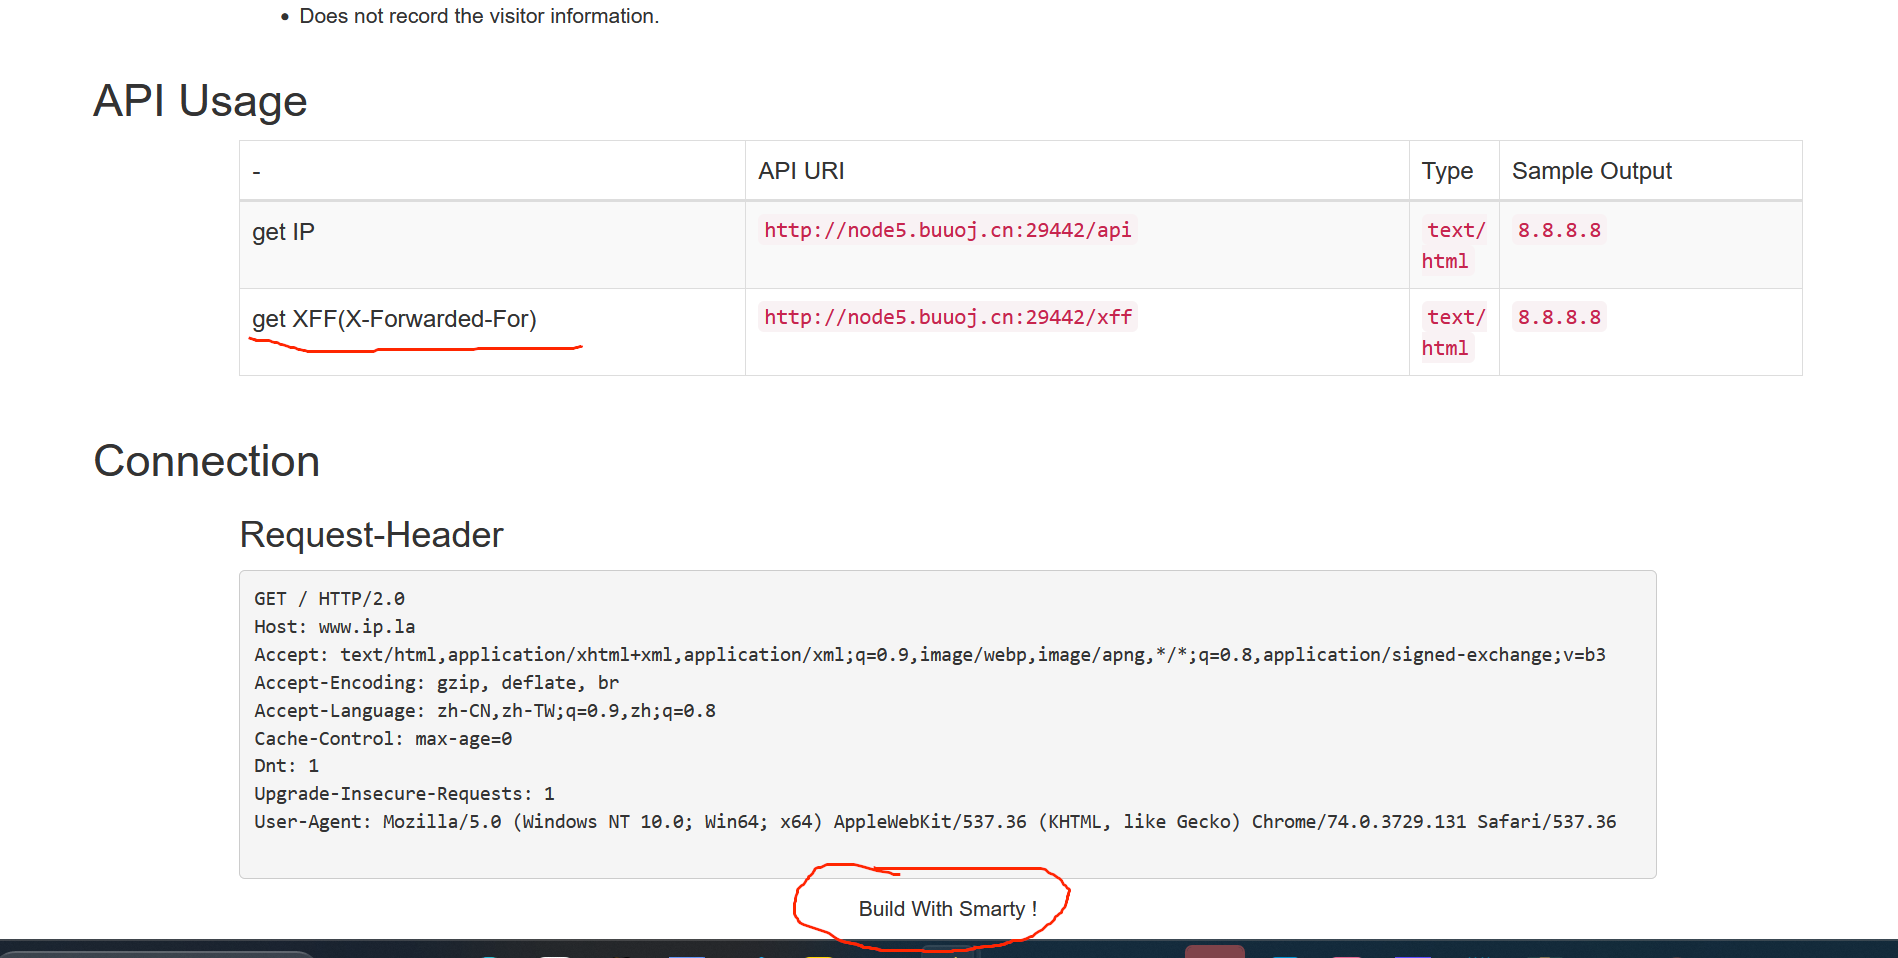 Does not record the visitor information.
API Usage
- API URI Type Sample Output
get IP http://node5.buuoj.cn:29442/api text/ 8.8.8.8
html
get XFF(X-Forwarded-For) http://node5.buuoj.cn:29442/xff text/ 8.8.8.8
html
Connection
Request-Header
GET / HTTP/2.0
Host: www.ip.la
Accept: text/html,application/xhtml+xml,application/xml;q=0.9,image/webp,image/apng,*/*;q=0.8,application/signed-exchange;v=b3
Accept-Encoding: gzip, deflate, br
Accept-Language: zh-CN,zh-TW;q=0.9,zh;q=0.8
Cache-Control: max-age=0
Dnt: 1
Upgrade-Insecure-Requests: 1
User-Agent: Mozilla/5.0 (Windows NT 10.0; Win64; x64) AppleWebKit/537.36 (KHTML, like Gecko) Chrome/74.0.3729.131 Safari/537.36
Build With Smarty !